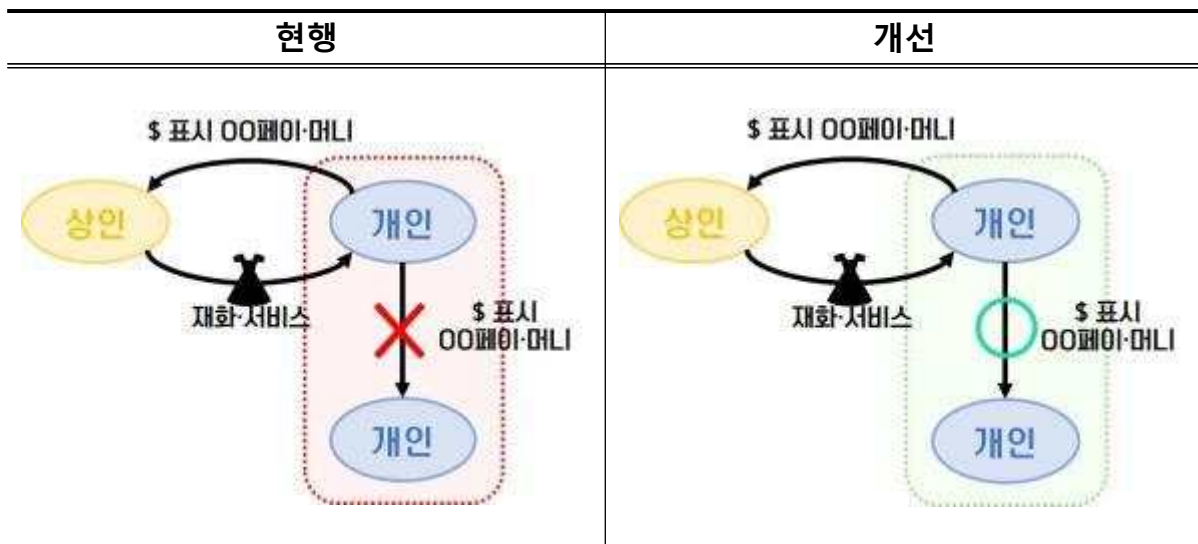 현행
개선
$ 표시 OO페이·머니
상인
개인
재화·서비스
$ 표시
OO페이·머니
개인
$ 표시 OO페이·머니
상인
개인
재화·서비스
$ 표시
OO페이·머니
개인